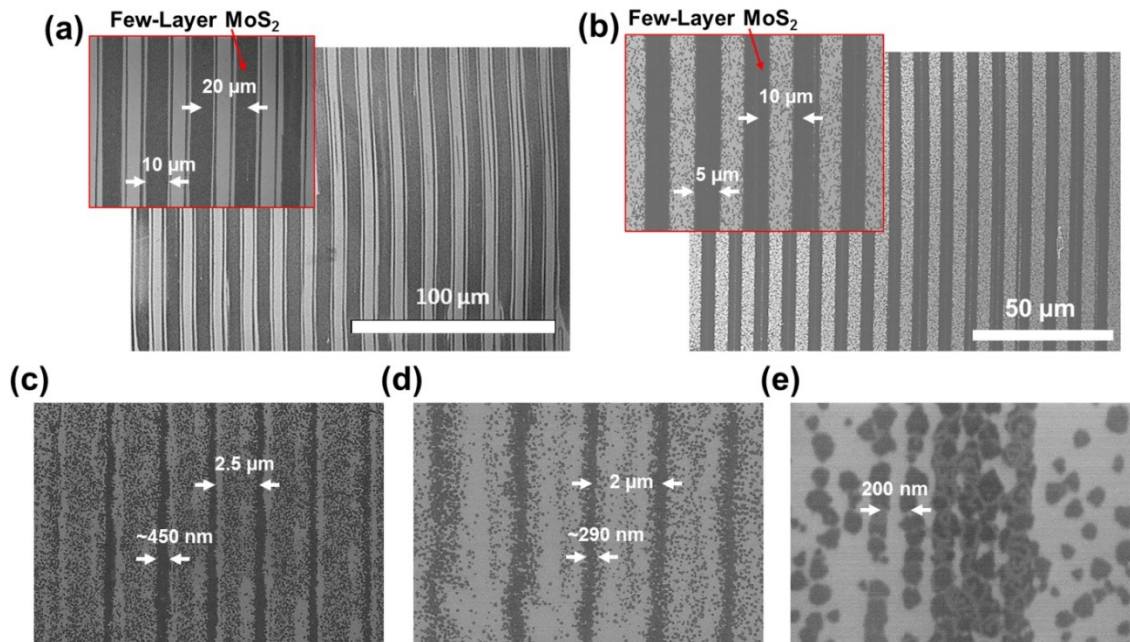 (a)
Few-Layer MoS₂
20 µm
10 µm
100 µm
(b)
Few-Layer MoS₂
10 µm
5 µm
50 µm
(c)
2.5 µm
~450 nm
(d)
2 µm
~290 nm
(e)
200 nm